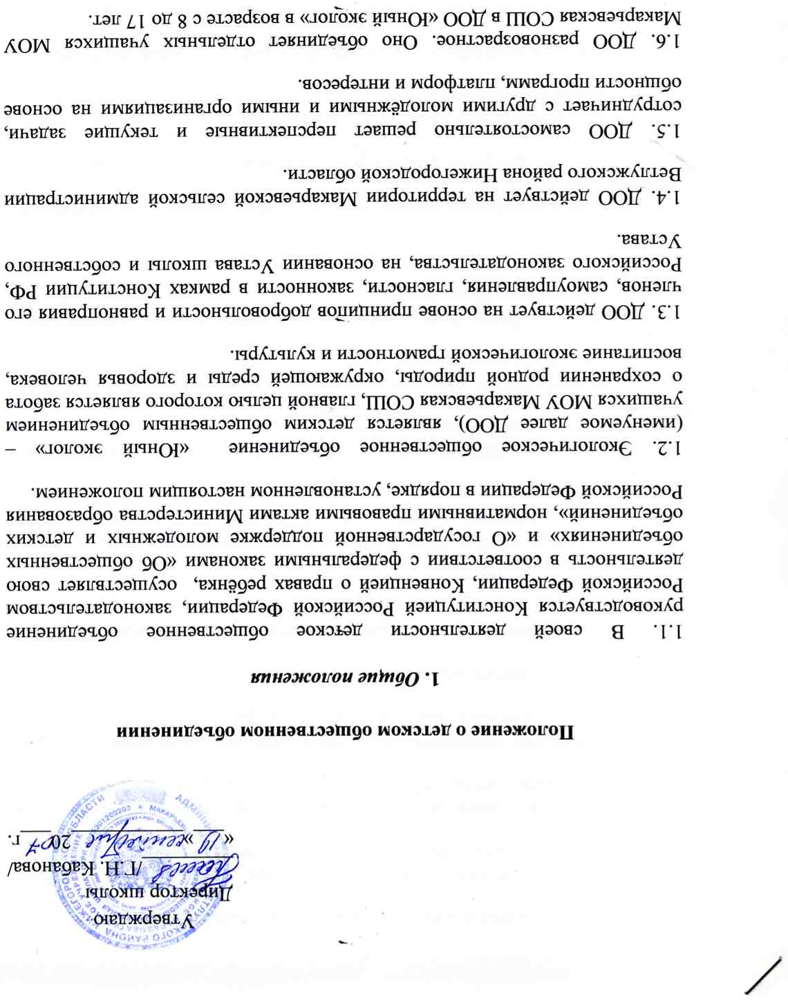 Утверждаю
Директор школы
/Г.Н. Кабанова/
«19» сентября 2007 г.
Положение о детском общественном объединении
1. Общие положения
1.1. В своей деятельности детское общественное объединение
руководствуется Конституцией Российской Федерации, законодательством
Российской Федерации, Конвенцией о правах ребёнка, осуществляет свою
деятельность в соответствии с федеральными законами «Об общественных
объединениях» и «О государственной поддержке молодежных и детских
объединений», нормативными правовыми актами Министерства образования
Российской Федерации в порядке, установленном настоящим положением.
1.2. Экологическое общественное объединение «Юный эколог» –
(именуемое далее ДОО), является детским общественным объединением
учащихся МОУ Макарьевская СОШ, главной целью которого является забота
о сохранении родной природы, окружающей среды и здоровья человека,
воспитание экологической грамотности и культуры.
1.3. ДОО действует на основе принципов добровольности и равноправия его
членов, самоуправления, гласности, законности в рамках Конституции РФ,
Российского законодательства, на основании Устава школы и собственного
Устава.
1.4. ДОО действует на территории Макарьевской сельской администрации
Ветлужского района Нижегородской области.
1.5. ДОО самостоятельно решает перспективные и текущие задачи,
сотрудничает с другими молодёжными и иными организациями на основе
общности программ, платформ и интересов.
1.6. ДОО разновозрастное. Оно объединяет отдельных учащихся МОУ
Макарьевская СОШ в ДОО «Юный эколог» в возрасте с 8 до 17 лет.